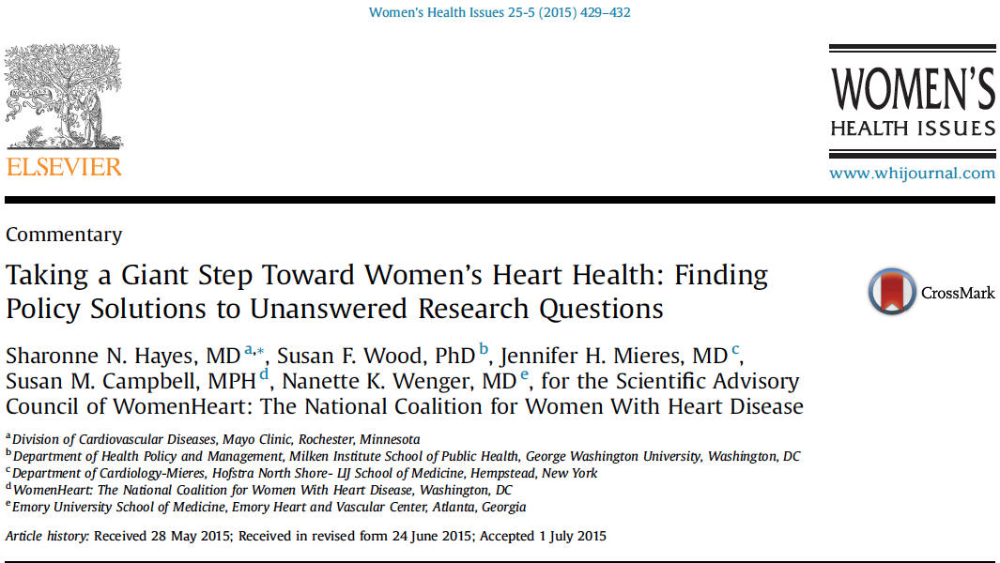 Women's Health Issues 25-5 (2015) 429–432
NON SOLUS
ELSEVIER
WOMEN'S
HEALTH ISSUES
www.whijournal.com
Commentary
Taking a Giant Step Toward Women's Heart Health: Finding
Policy Solutions to Unanswered Research Questions
CrossMark
Sharonne N. Hayes, MD a,*, Susan F. Wood, PhD b, Jennifer H. Mieres, MD c,
Susan M. Campbell, MPH d, Nanette K. Wenger, MD e, for the Scientific Advisory
Council of WomenHeart: The National Coalition for Women With Heart Disease
a Division of Cardiovascular Diseases, Mayo Clinic, Rochester, Minnesota
b Department of Health Policy and Management, Milken Institute School of Public Health, George Washington University, Washington, DC
c Department of Cardiology-Mieres, Hofstra North Shore- LIJ School of Medicine, Hempstead, New York
d WomenHeart: The National Coalition for Women With Heart Disease, Washington, DC
e Emory University School of Medicine, Emory Heart and Vascular Center, Atlanta, Georgia
Article history: Received 28 May 2015; Received in revised form 24 June 2015; Accepted 1 July 2015